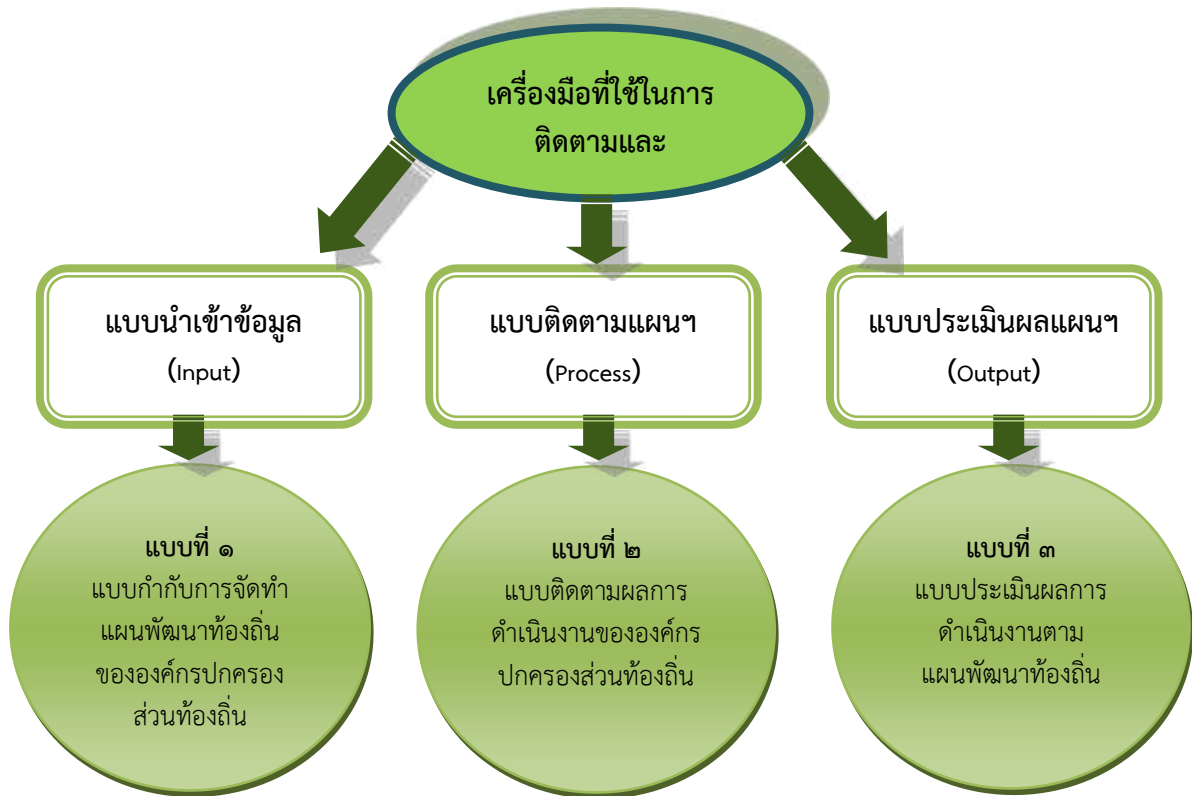 เครื่องมือที่ใช้ในการ
ติดตามและ
แบบนำเข้าข้อมูล
(Input)
แบบที่ ๑
แบบกำกับการจัดทำ
แผนพัฒนาท้องถิ่น
ขององค์กรปกครอง
ส่วนท้องถิ่น
แบบติดตามแผนฯ
(Process)
แบบที่ ๒
แบบติดตามผลการ
ดำเนินงานขององค์กร
ปกครองส่วนท้องถิ่น
แบบประเมินผลแผนฯ
(Output)
แบบที่ ๓
แบบประเมินผลการ
ดำเนินงานตาม
แผนพัฒนาท้องถิ่น